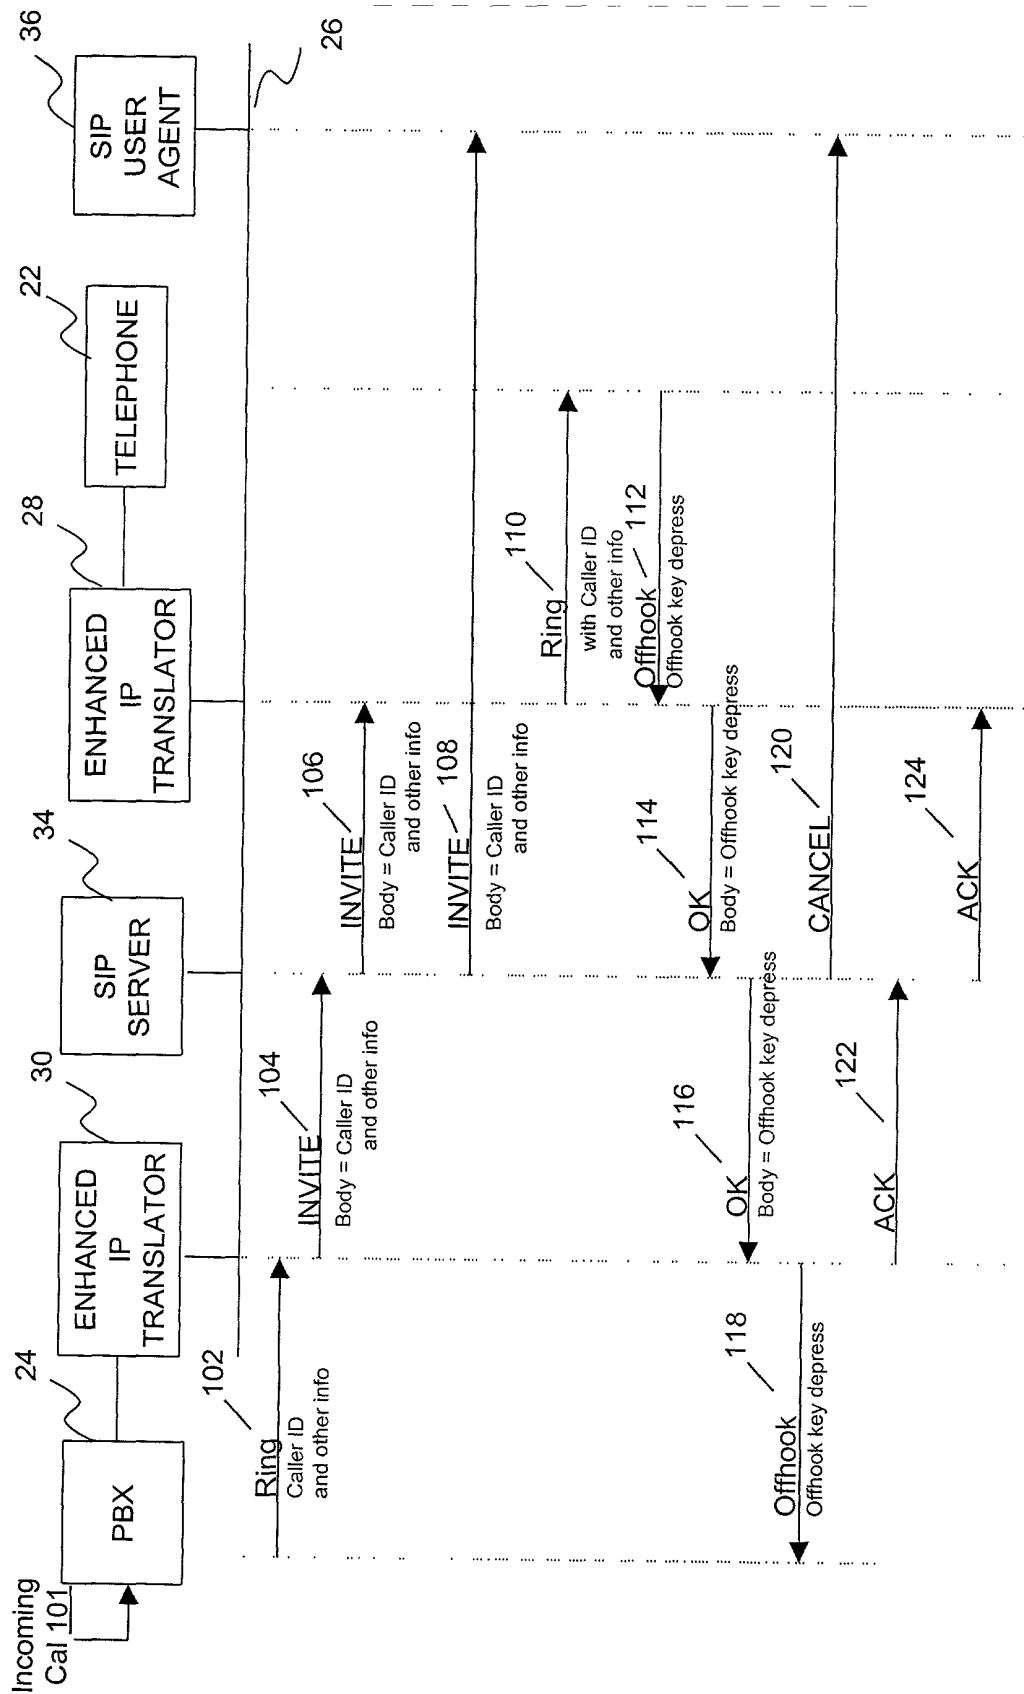 Incoming
Cal 101
24
PBX
30
ENHANCED
IP
TRANSLATOR
34
SIP
SERVER
28
ENHANCED
IP
TRANSLATOR
22
TELEPHONE
36
SIP
USER
AGENT
26
102
Ring
Caller ID
and other info
104
INVITE
Body = Caller ID
and other info
106
INVITE
Body = Caller ID
and other info
108
INVITE
Body = Caller ID
and other info
110
Ring
with Caller ID
and other info
112
Offhook
Offhook key depress
114
OK
Body = Offhook key depress
116
OK
Body = Offhook key depress
118
Offhook
Offhook key depress
120
CANCEL
122
ACK
124
ACK